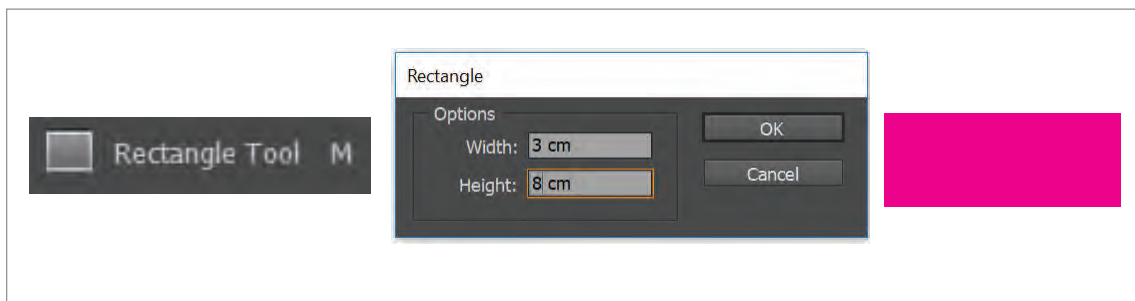 Rectangle Tool M
Rectangle
Options
Width: 3 cm
Height: 8 cm
OK
Cancel